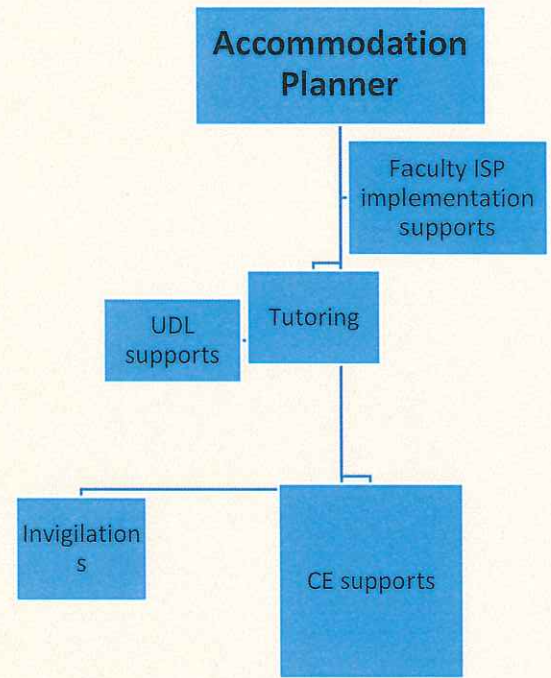 Accommodation
Planner
Faculty ISP
implementation
supports
UDL
supports
Tutoring
Invigilation
s
CE supports